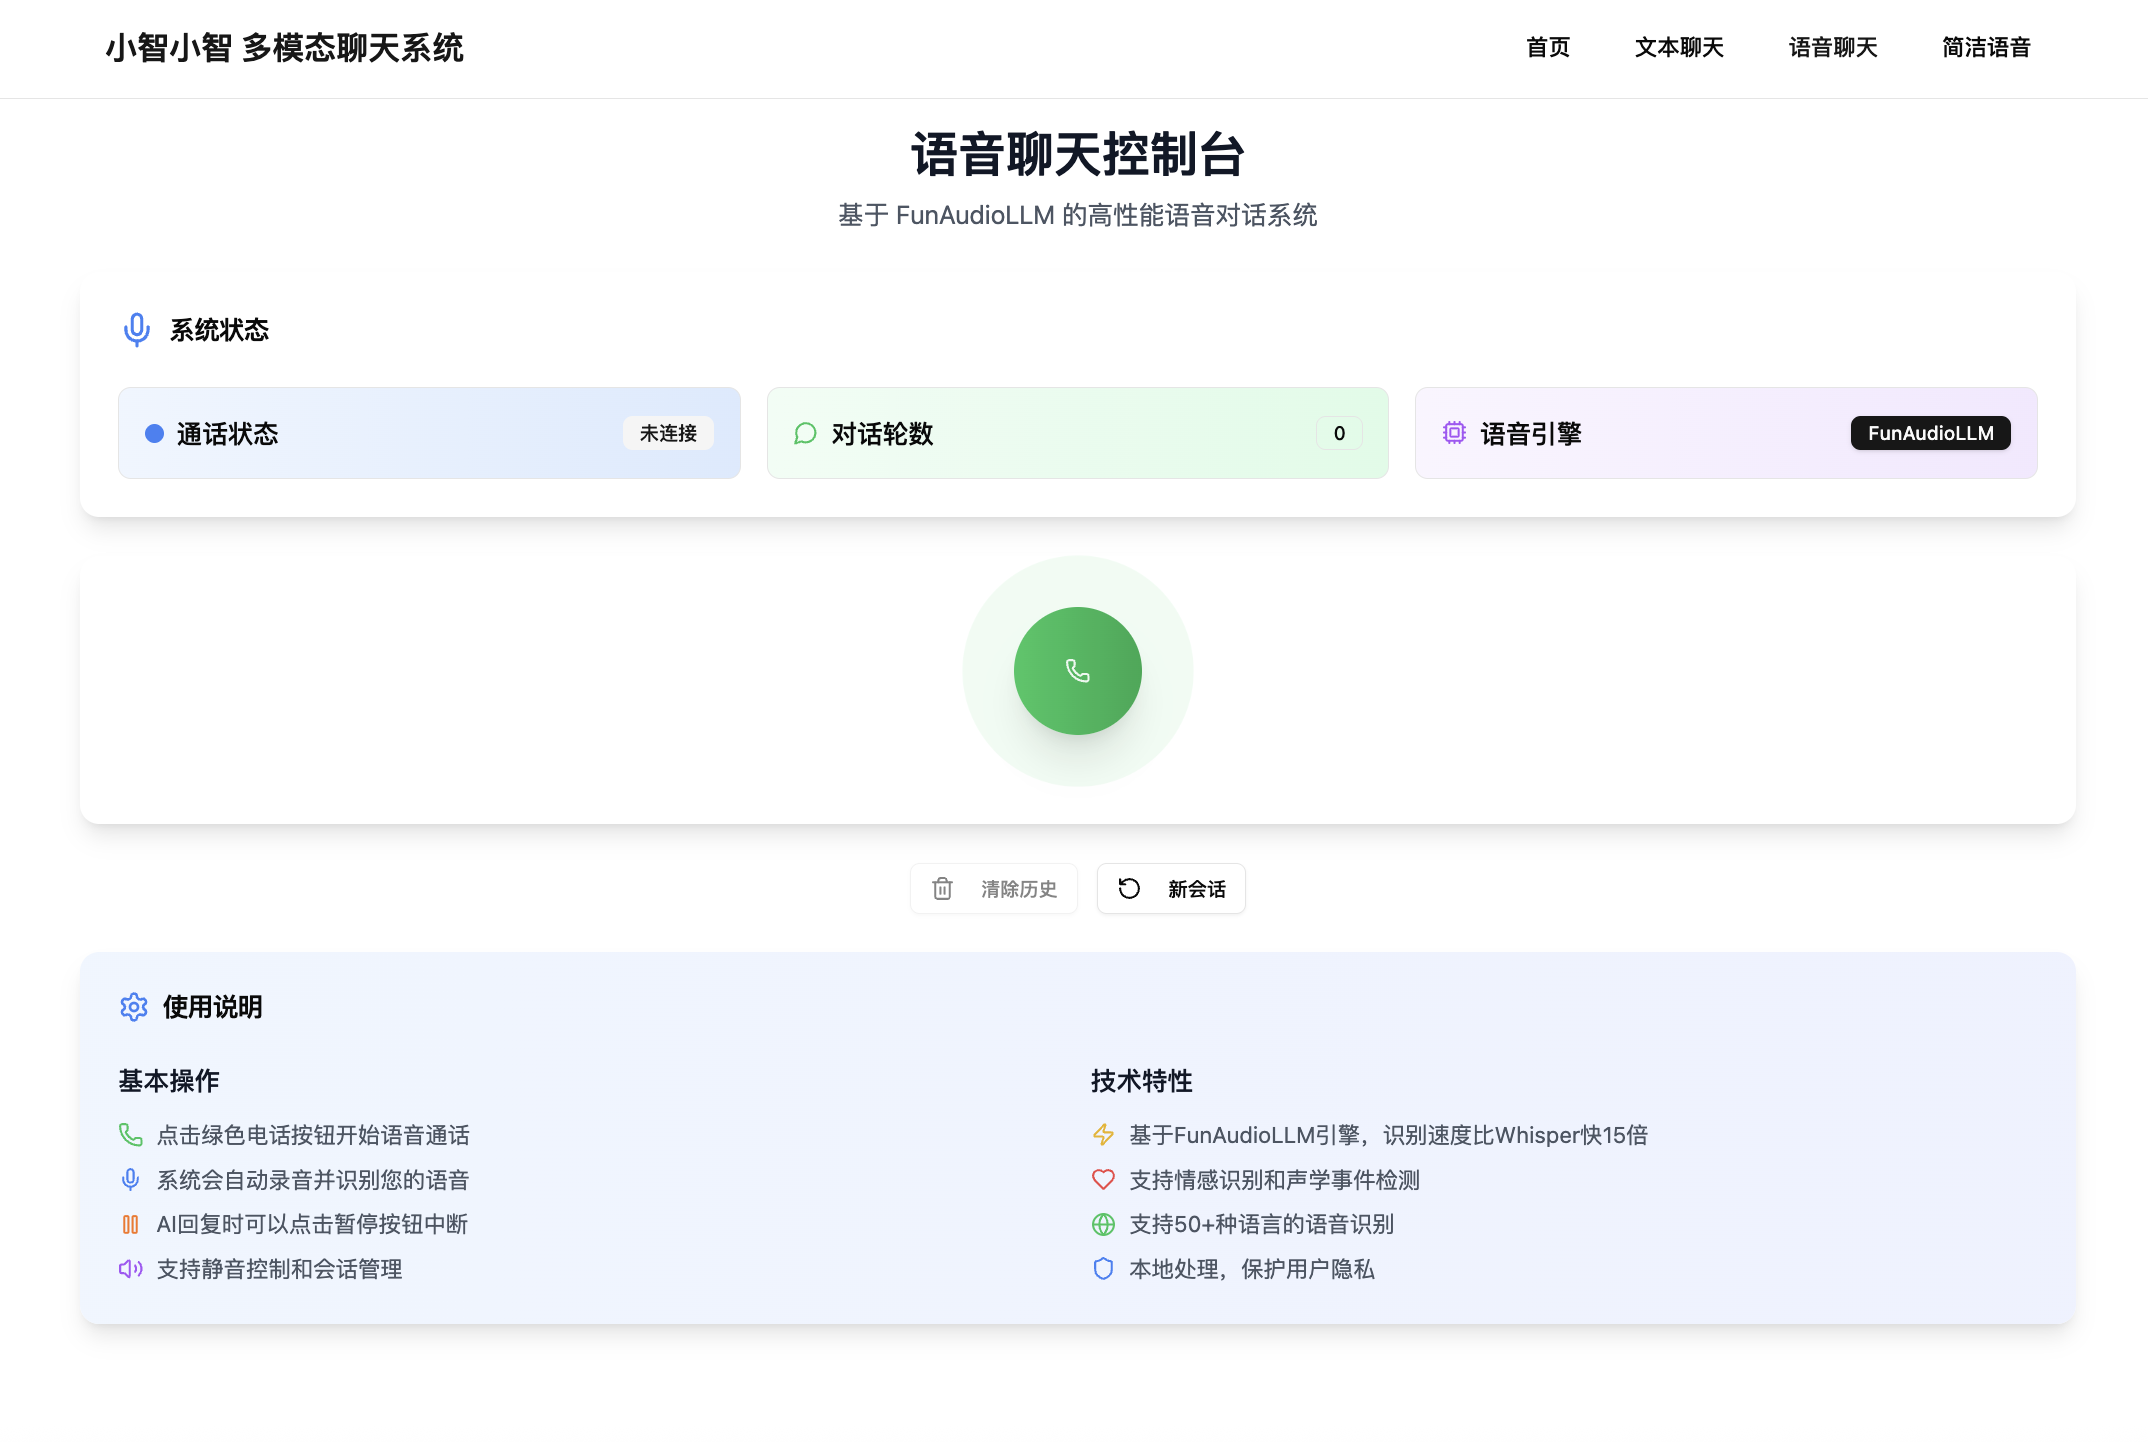 小智小智 多模态聊天系统
首页 文本聊天 语音聊天 简洁语音
语音聊天控制台
基于 FunAudioLLM 的高性能语音对话系统
系统状态
通话状态 未连接
对话轮数 0
语音引擎 FunAudioLLM
清除历史 新会话
使用说明
基本操作
点击绿色电话按钮开始语音通话
系统会自动录音并识别您的语音
AI回复时可以点击暂停按钮中断
支持静音控制和会话管理
技术特性
基于FunAudioLLM引擎，识别速度比Whisper快15倍
支持情感识别和声学事件检测
支持50+种语言的语音识别
本地处理，保护用户隐私